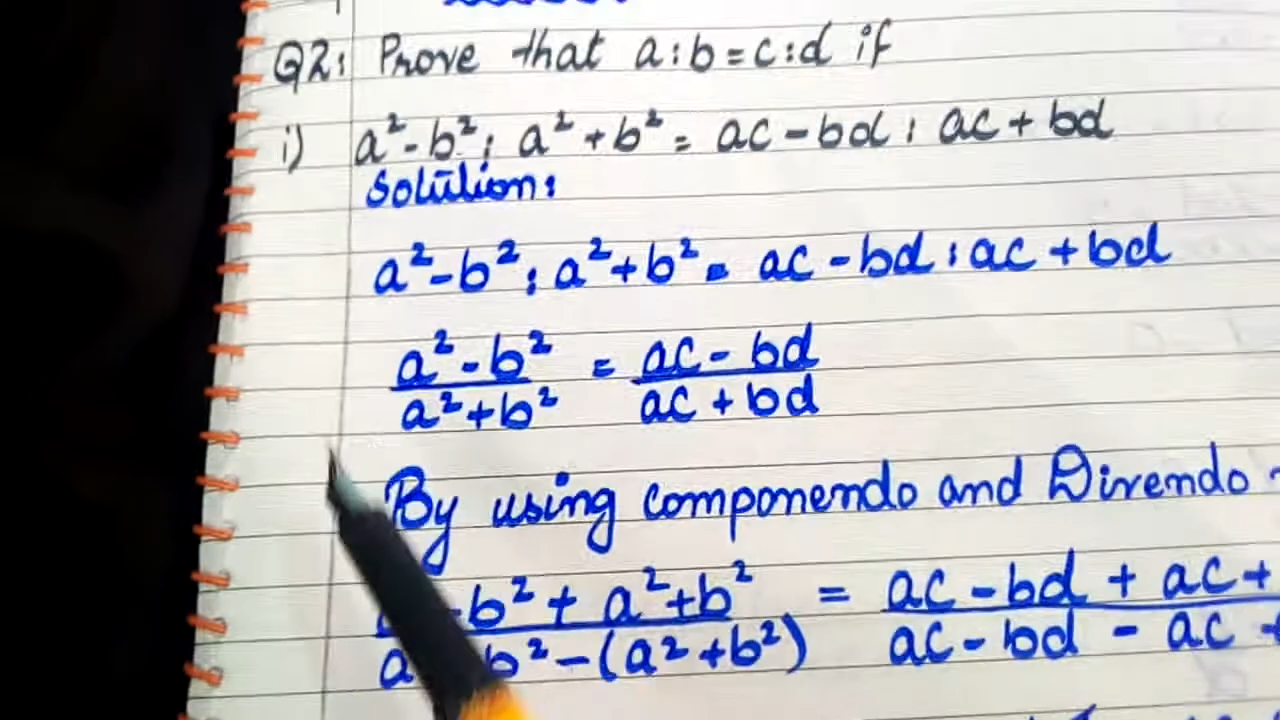 Q2: Prove that a:b=c:d if
i) a²-b²: a²+b² = ac-bd: ac+bd
Solution:
a²-b²: a²+b² = ac-bd: ac+bd
a²-b² = ac-bd
a²+b² ac+bd
By using componendo and Divendo
-b²+a²+b² = ac-bd+ac+
a b²-(a²+b²) ac-bd-ac